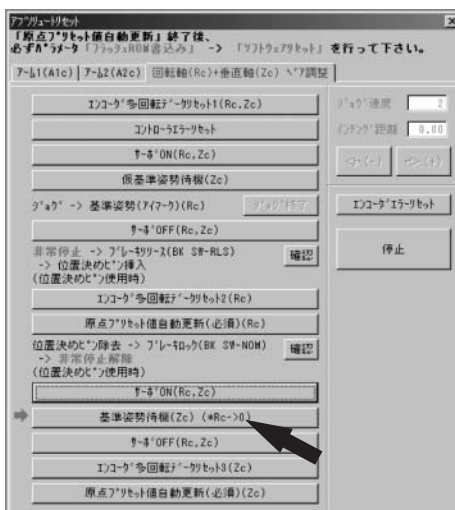 アブソリュートリセット
「原点プリセット値自動更新」終了後、
必ずパラメータ「フラッシュROM書込み」 -> 「ソフトウェアリセット」 を行って下さい。
アーム1(A1c) アーム2(A2c) 回転軸(Rc)+垂直軸(Zc) ペア調整
エンコーダ多回転データリセット1(Rc,Zc)
コントローラエラーリセット
サーボON(Rc,Zc)
仮基準姿勢待機(Zc)
ジョグ -> 基準姿勢(アイマーク)(Rc) ジョグ終了
サーボOFF(Rc,Zc)
非常停止 -> ブレーキリリース(BK SW-RLS)
-> 位置決めピン挿入
(位置決めピン使用時)
確認
エンコーダ多回転データリセット2(Rc)
原点プリセット値自動更新(必須)(Rc)
位置決めピン除去 -> ブレーキロック(BK SW-NOM)
-> 非常停止解除
(位置決めピン使用時)
確認
サーボON(Rc,Zc)
基準姿勢待機(Zc) (*Rc->0)
サーボOFF(Rc,Zc)
エンコーダ多回転データリセット3(Zc)
原点プリセット値自動更新(必須)(Zc)
ジョグ速度 2
インチング距離 0.00
<=(-) =>(+)
エンコーダエラーリセット
停止